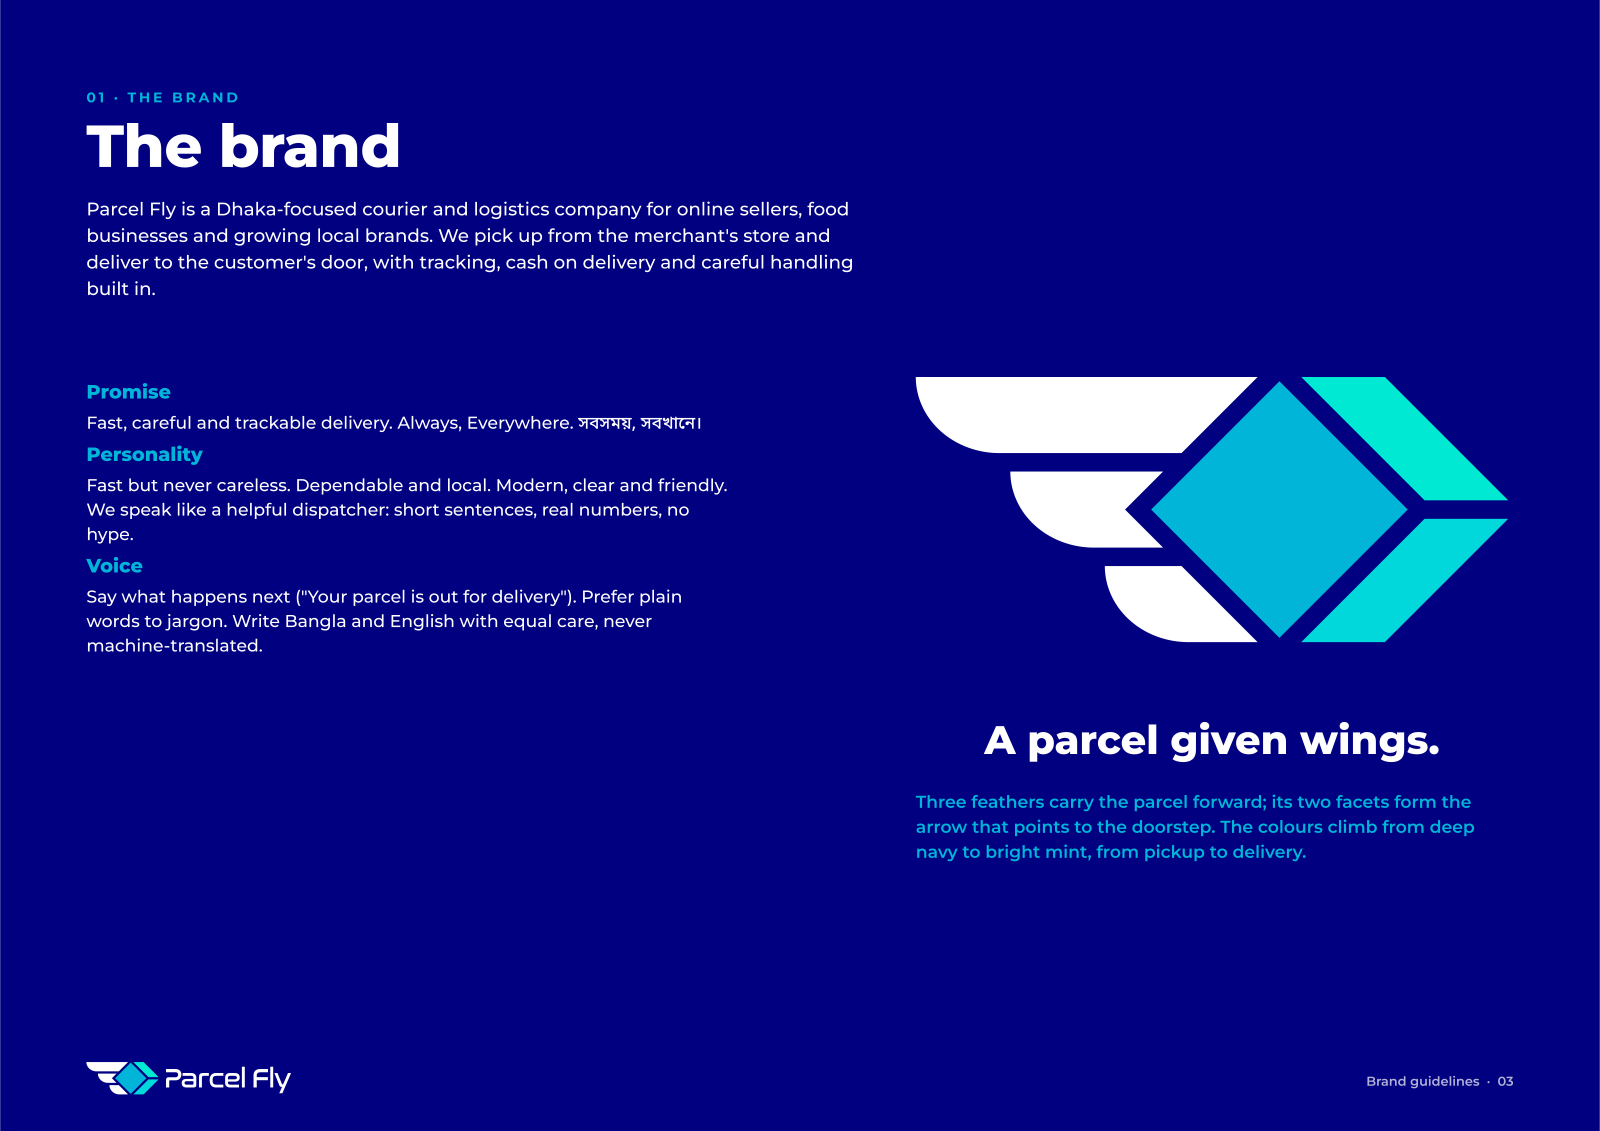 01 · THE BRAND
The brand
Parcel Fly is a Dhaka-focused courier and logistics company for online sellers, food
businesses and growing local brands. We pick up from the merchant's store and
deliver to the customer's door, with tracking, cash on delivery and careful handling
built in.
Promise
Fast, careful and trackable delivery. Always, Everywhere. সবসময়, সবখানে।
Personality
Fast but never careless. Dependable and local. Modern, clear and friendly.
We speak like a helpful dispatcher: short sentences, real numbers, no
hype.
Voice
Say what happens next ("Your parcel is out for delivery"). Prefer plain
words to jargon. Write Bangla and English with equal care, never
machine-translated.
A parcel given wings.
Three feathers carry the parcel forward; its two facets form the
arrow that points to the doorstep. The colours climb from deep
navy to bright mint, from pickup to delivery.
Parcel Fly
Brand guidelines · 03